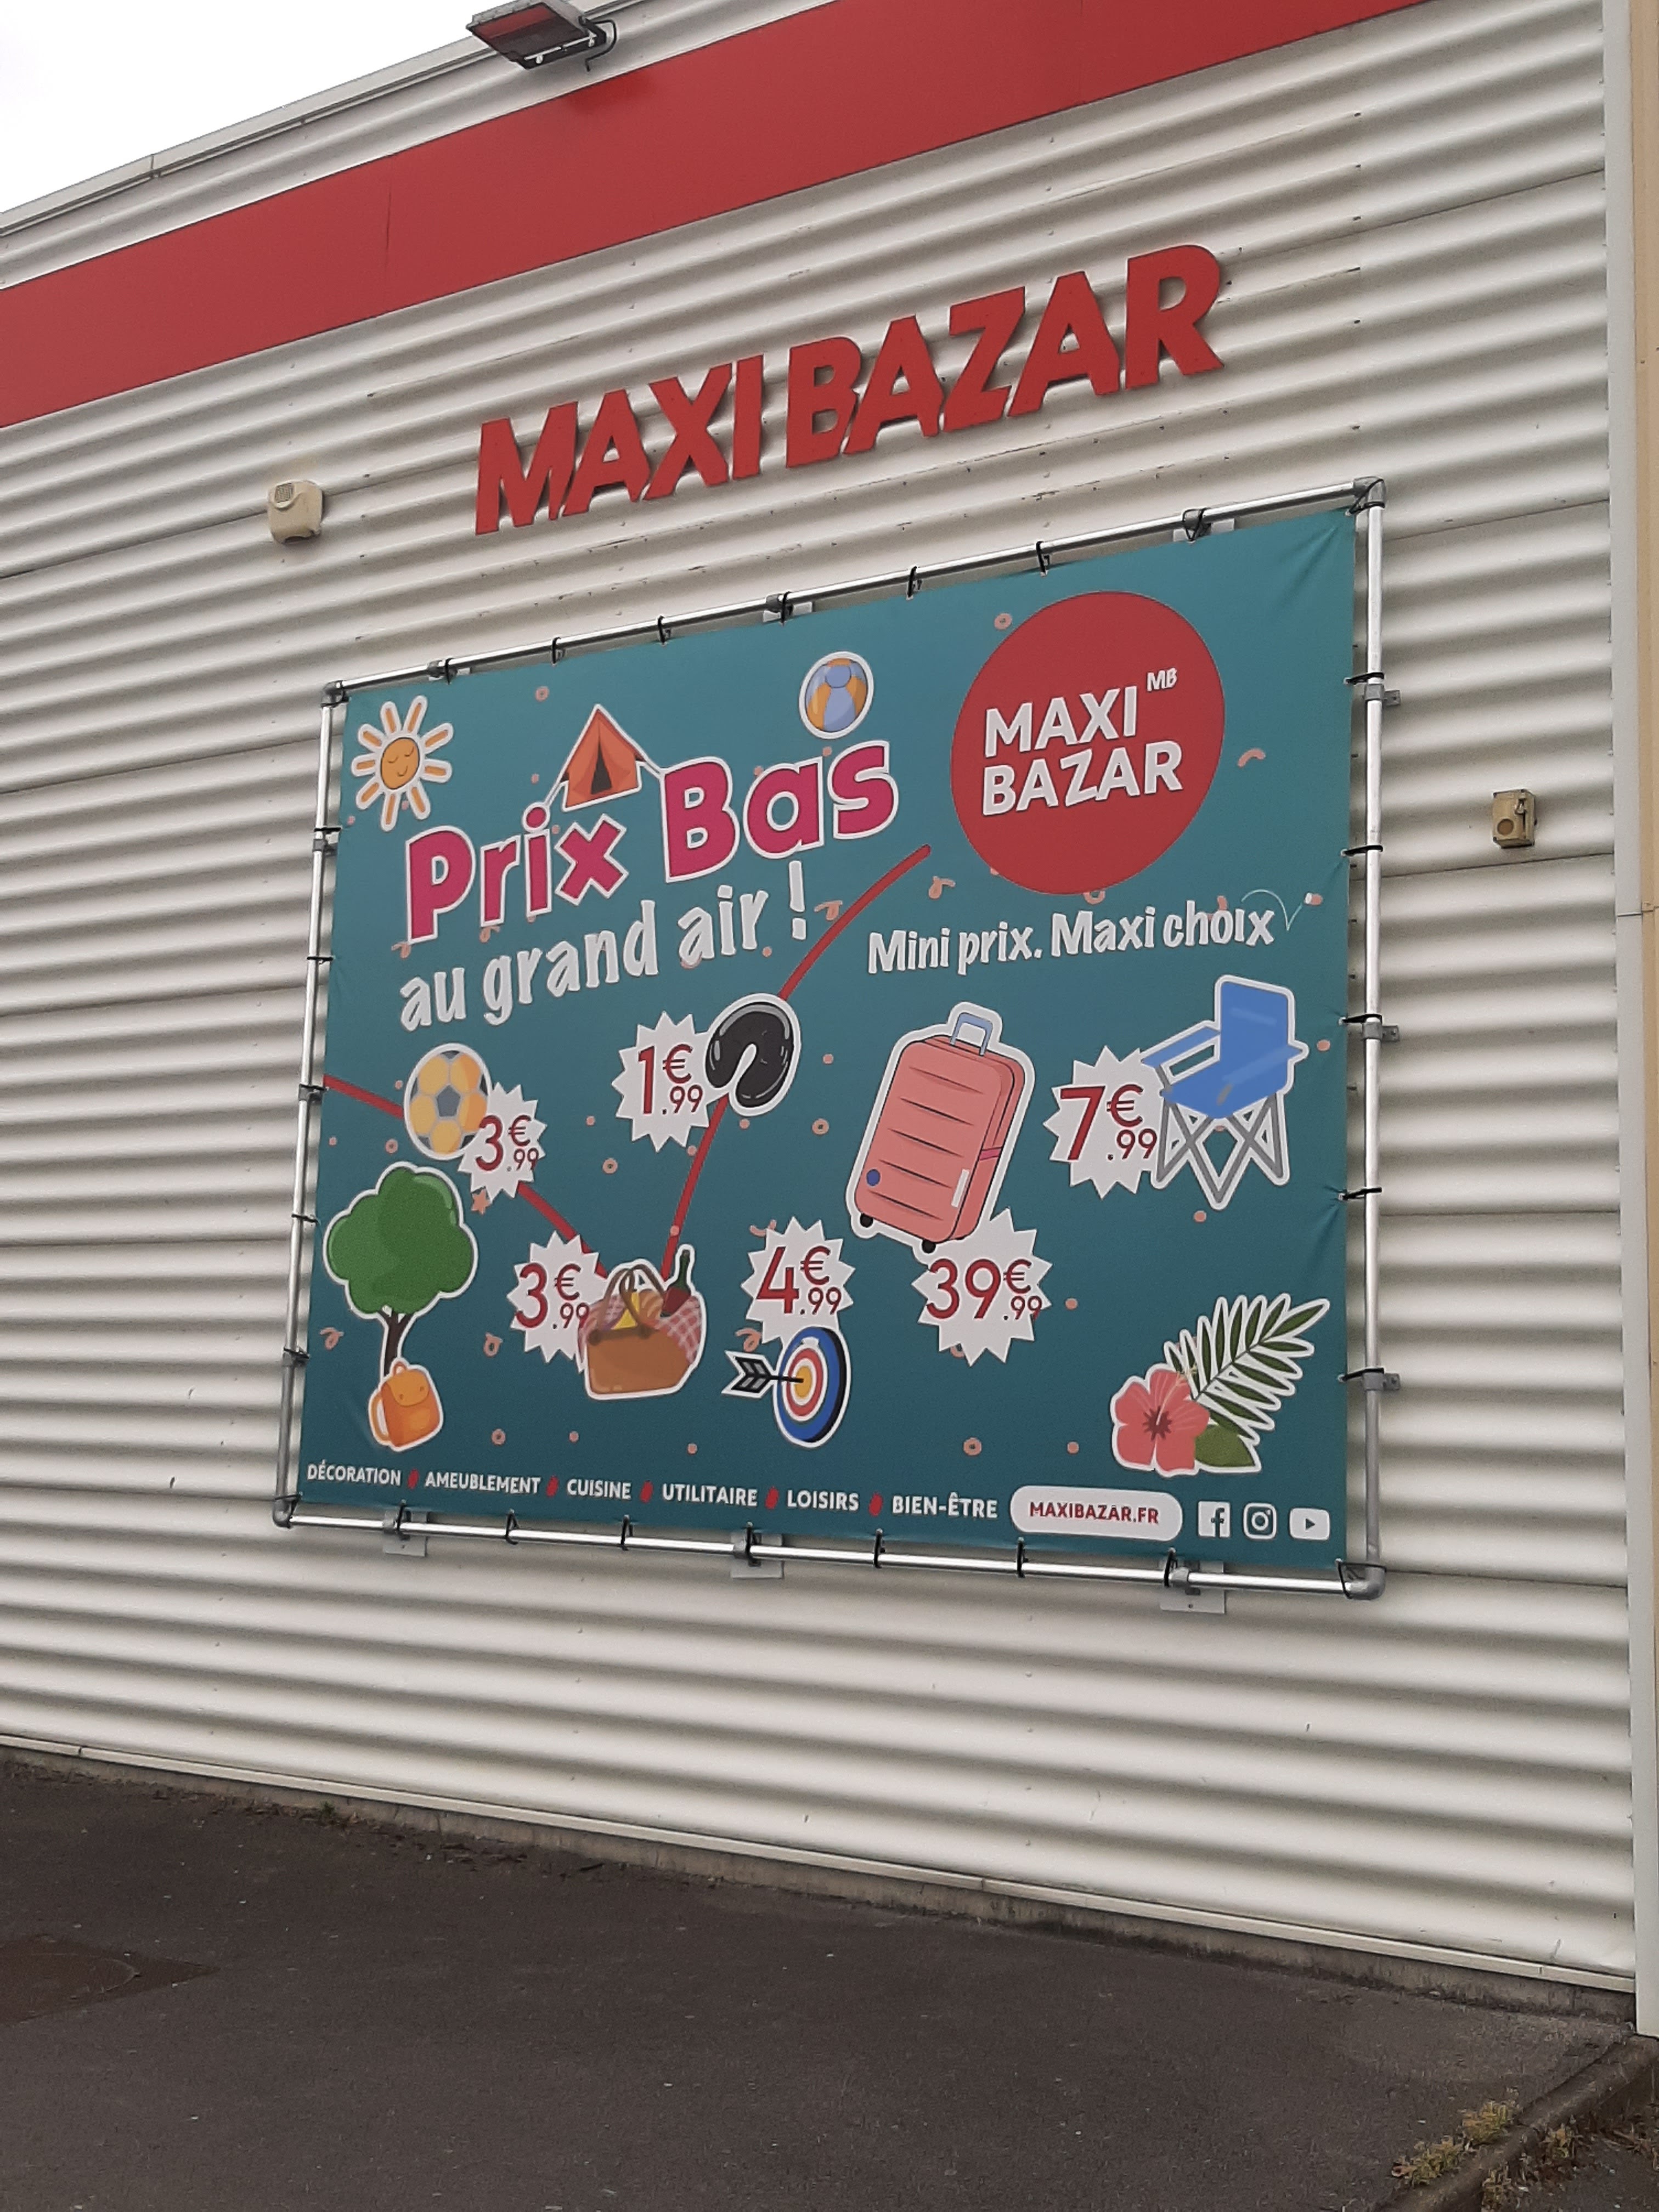 MAXI BAZAR
Prix Bas
au grand air !
MAXI MB
BAZAR
Mini prix. Maxi choix
1€.99
7€.99
3€.99
3€.99
4€.99
39€.99
DÉCORATION # AMEUBLEMENT # CUISINE # UTILITAIRE # LOISIRS # BIEN-ÊTRE MAXIBAZAR.FR